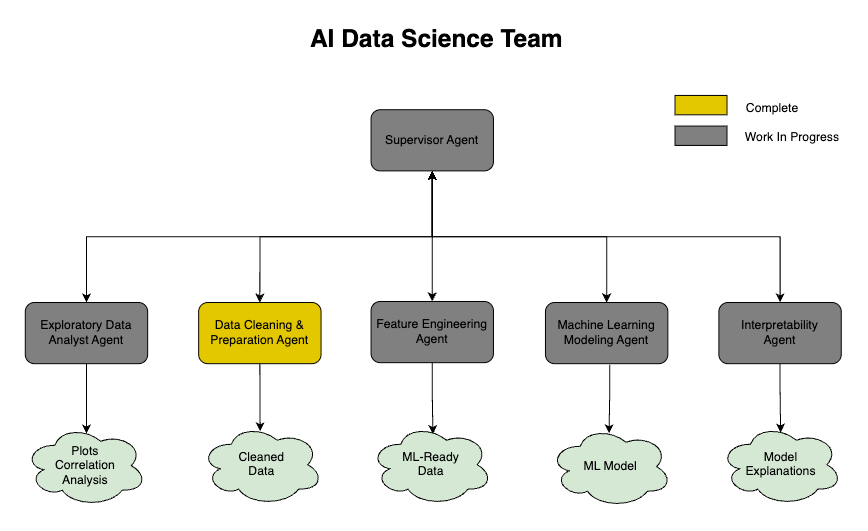 AI Data Science Team
Complete
Supervisor Agent
Work In Progress
Exploratory Data
Analyst Agent
Data Cleaning &
Preparation Agent
Feature Engineering
Agent
Machine Learning
Modeling Agent
Interpretability
Agent
Plots
Correlation
Analysis
Cleaned
Data
ML-Ready
Data
ML Model
Model
Explanations